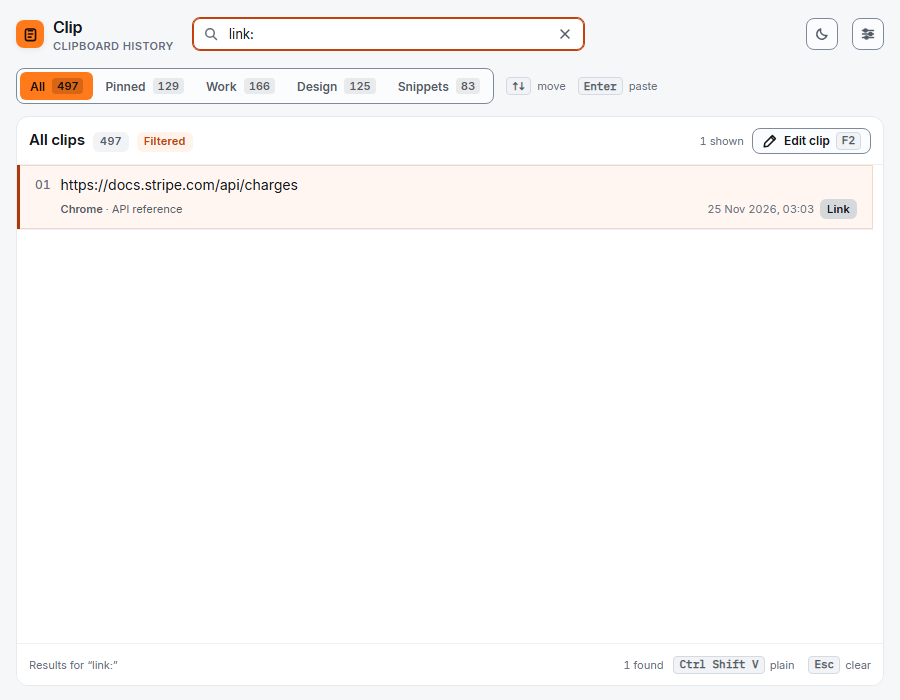 Clip
CLIPBOARD HISTORY
link:
All 497 Pinned 129 Work 166 Design 125 Snippets 83 ↑↓ move Enter paste
All clips 497 Filtered 1 shown Edit clip F2
01 https://docs.stripe.com/api/charges
Chrome · API reference 25 Nov 2026, 03:03 Link
Results for “link:” 1 found Ctrl Shift V plain Esc clear